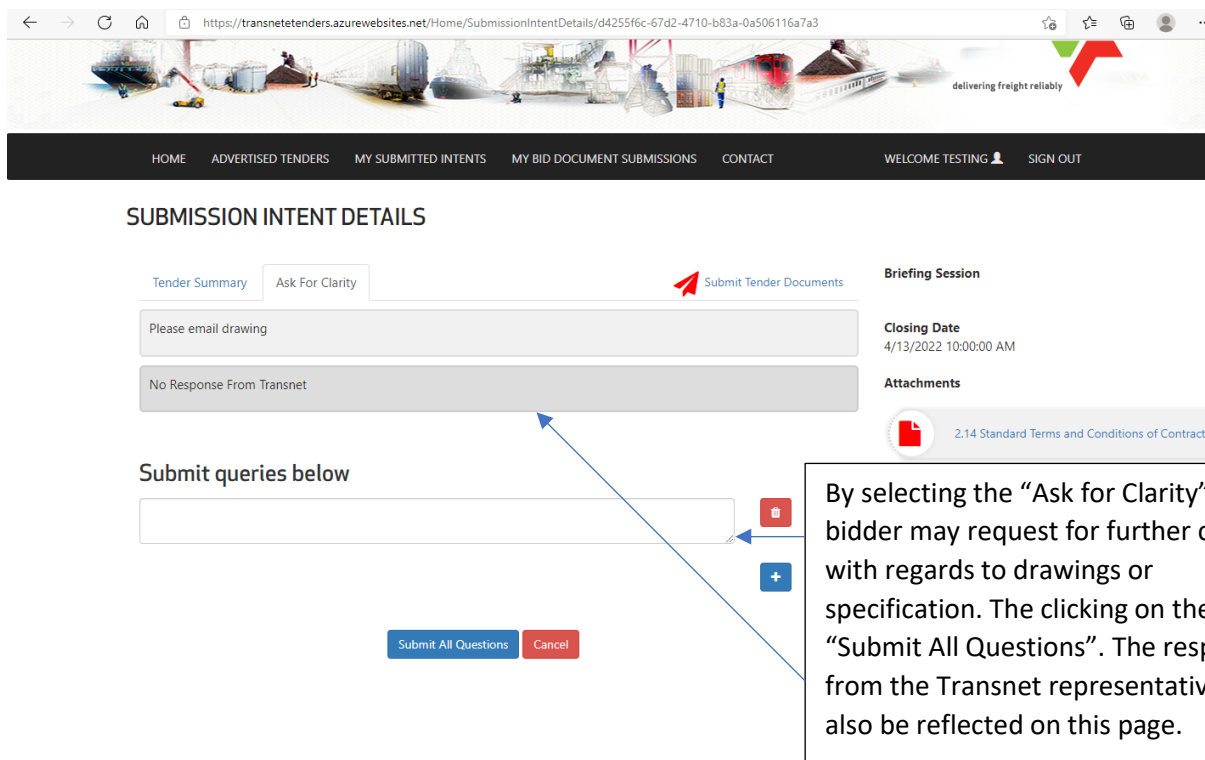 https://transnetetenders.azurewebsites.net/Home/SubmissionIntentDetails/d4255f6c-67d2-4710-b83a-0a506116a7a3
delivering freight reliably
HOME ADVERTISED TENDERS MY SUBMITTED INTENTS MY BID DOCUMENT SUBMISSIONS CONTACT WELCOME TESTING SIGN OUT
SUBMISSION INTENT DETAILS
Tender Summary Ask For Clarity Submit Tender Documents
Please email drawing
No Response From Transnet
Submit queries below
Submit All Questions Cancel
Briefing Session
Closing Date
4/13/2022 10:00:00 AM
Attachments
2.14 Standard Terms and Conditions of Contract
By selecting the “Ask for Clarity”
bidder may request for further
with regards to drawings or
specification. The clicking on the
“Submit All Questions”. The
from the Transnet
also be reflected on this page.